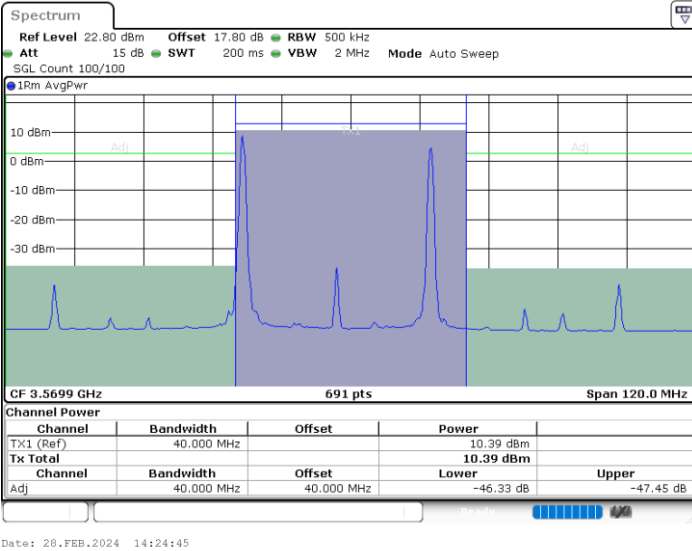 Spectrum
Ref Level 22.80 dBm Offset 17.80 dB RBW 500 kHz
Att 15 dB SWT 200 ms VBW 2 MHz Mode Auto Sweep
SGL Count 100/100
1Rm AvgPwr
10 dBm
TX1
Adj Adj
0 dBm
-10 dBm
-20 dBm
-30 dBm
CF 3.5699 GHz 691 pts Span 120.0 MHz
Channel Power
Channel Bandwidth Offset Power
TX1 (Ref) 40.000 MHz 10.39 dBm
Tx Total 10.39 dBm
Channel Bandwidth Offset Lower Upper
Adj 40.000 MHz 40.000 MHz -46.33 dB -47.45 dB
Ready
Date: 28.FEB.2024 14:24:45